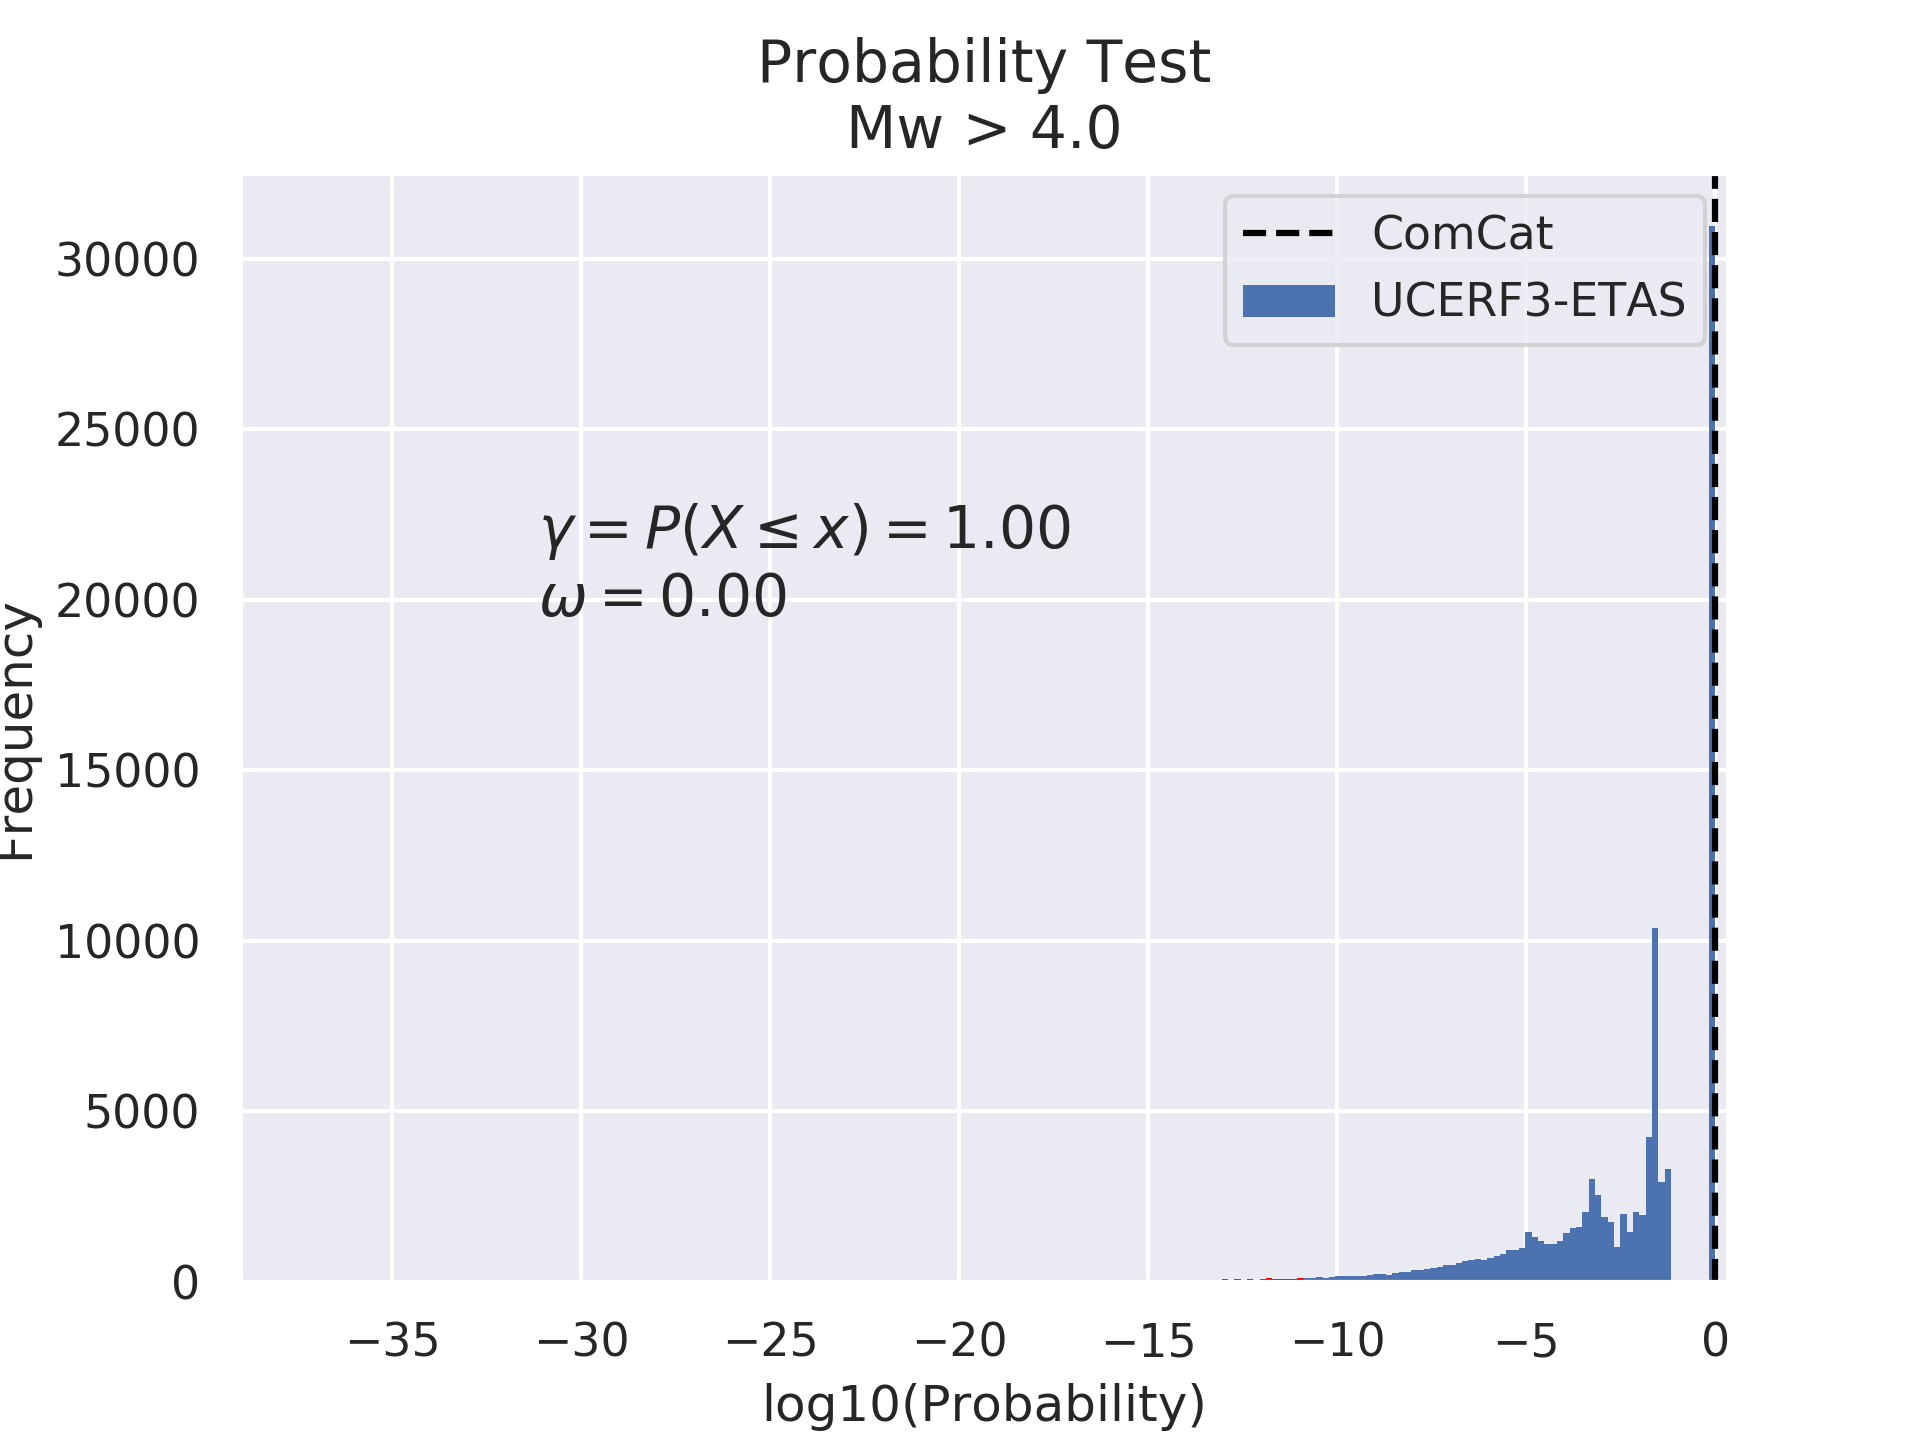 Probability Test
Mw > 4.0
ComCat
UCERF3-ETAS
γ = P(X ≤ x) = 1.00
ω = 0.00
Frequency
30000
25000
20000
15000
10000
5000
0
−35 −30 −25 −20 −15 −10 −5 0
log10(Probability)